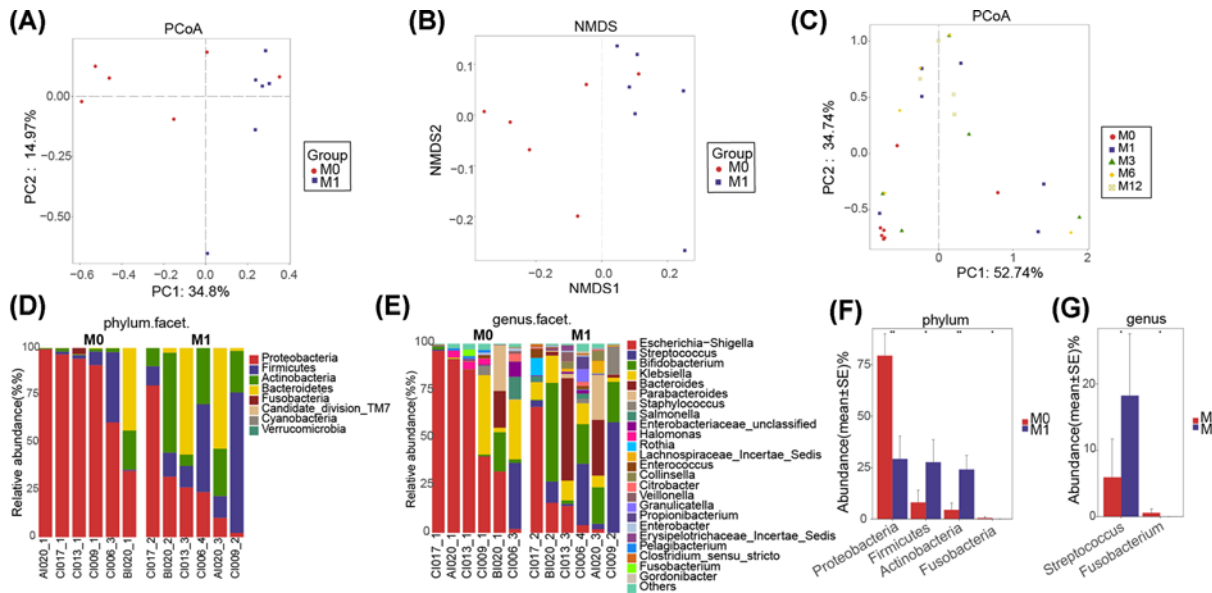 (A)
PCoA
0.00
−0.25
−0.50
PC2 : 14.97%
−0.6
−0.4
−0.2
0.0
0.2
0.4
PC1: 34.8%
Group
M0
M1
(B)
NMDS
0.1
0.0
−0.1
−0.2
NMDS2
−0.2
0.0
0.2
NMDS1
Group
M0
M1
(C)
PCoA
1.0
0.5
0.0
−0.5
PC2 : 34.74%
0
1
2
PC1: 52.74%
M0
M1
M3
M6
M12
(D)
phylum.facet.
M0
M1
100
75
50
25
0
Relative abundance(%%)
AI020_1
CI017_1
CI013_1
CI009_1
CI006_3
BI020_1
CI017_2
BI020_2
CI013_3
CI006_4
AI020_3
CI009_2
Proteobacteria
Firmicutes
Actinobacteria
Bacteroidetes
Fusobacteria
Candidate_division_TM7
Cyanobacteria
Verrucomicrobia
(E)
genus.facet.
M0
M1
100
75
50
25
0
Relative abundance(%)
CI017_1
AI020_1
CI013_1
CI009_1
BI020_1
CI006_3
CI017_2
BI020_2
CI013_3
CI006_4
AI020_3
CI009_2
Escherichia-Shigella
Streptococcus
Bifidobacterium
Klebsiella
Bacteroides
Parabacteroides
Staphylococcus
Salmonella
Enterobacteriaceae_unclassified
Halomonas
Rothia
Lachnospiraceae_Incertae_Sedis
Enterococcus
Collinsella
Citrobacter
Veillonella
Granulicatella
Propionibacterium
Enterobacter
Erysipelotrichaceae_Incertae_Sedis
Pelagibacterium
Clostridium_sensu_stricto
Fusobacterium
Gordonibacter
Others
(F)
phylum
** * ** *
75
50
25
0
Abundance(mean±SE)%
Proteobacteria
Firmicutes
Actinobacteria
Fusobacteria
M0
M1
(G)
genus
* *
20
10
0
Abundance(mean±SE)%
Streptococcus
Fusobacterium
M
M